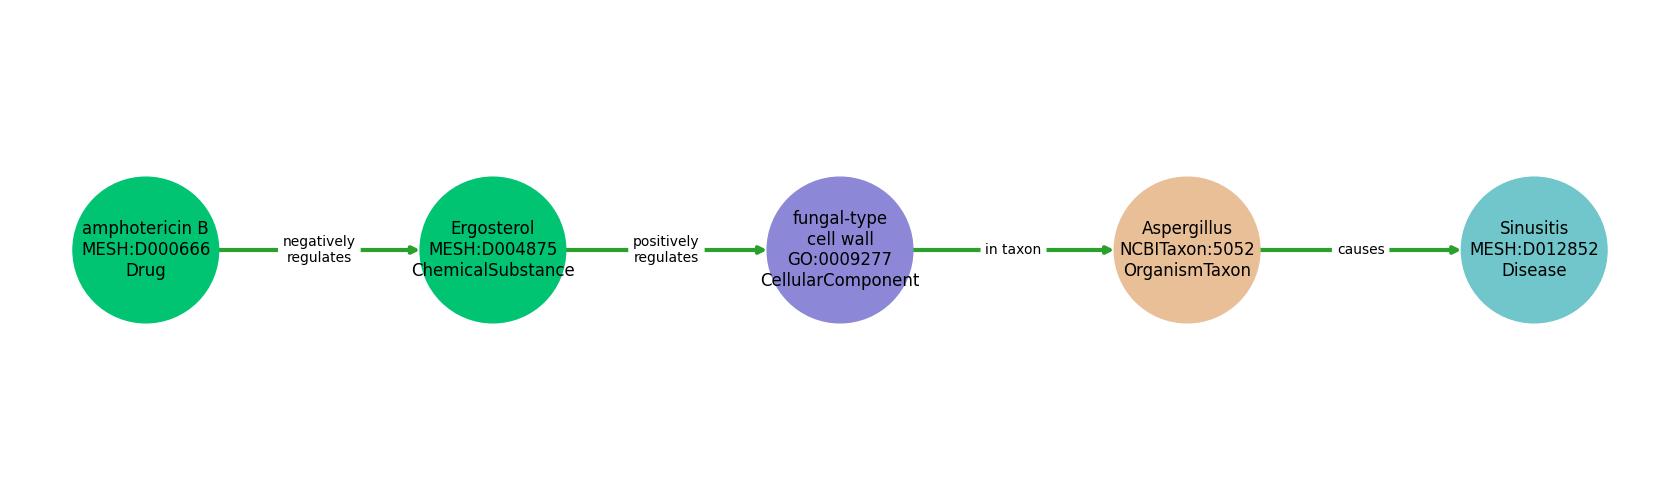 amphotericin B
MESH:D000666
Drug
negatively
regulates
Ergosterol
MESH:D004875
ChemicalSubstance
positively
regulates
fungal-type
cell wall
GO:0009277
CellularComponent
in taxon
Aspergillus
NCBITaxon:5052
OrganismTaxon
causes
Sinusitis
MESH:D012852
Disease